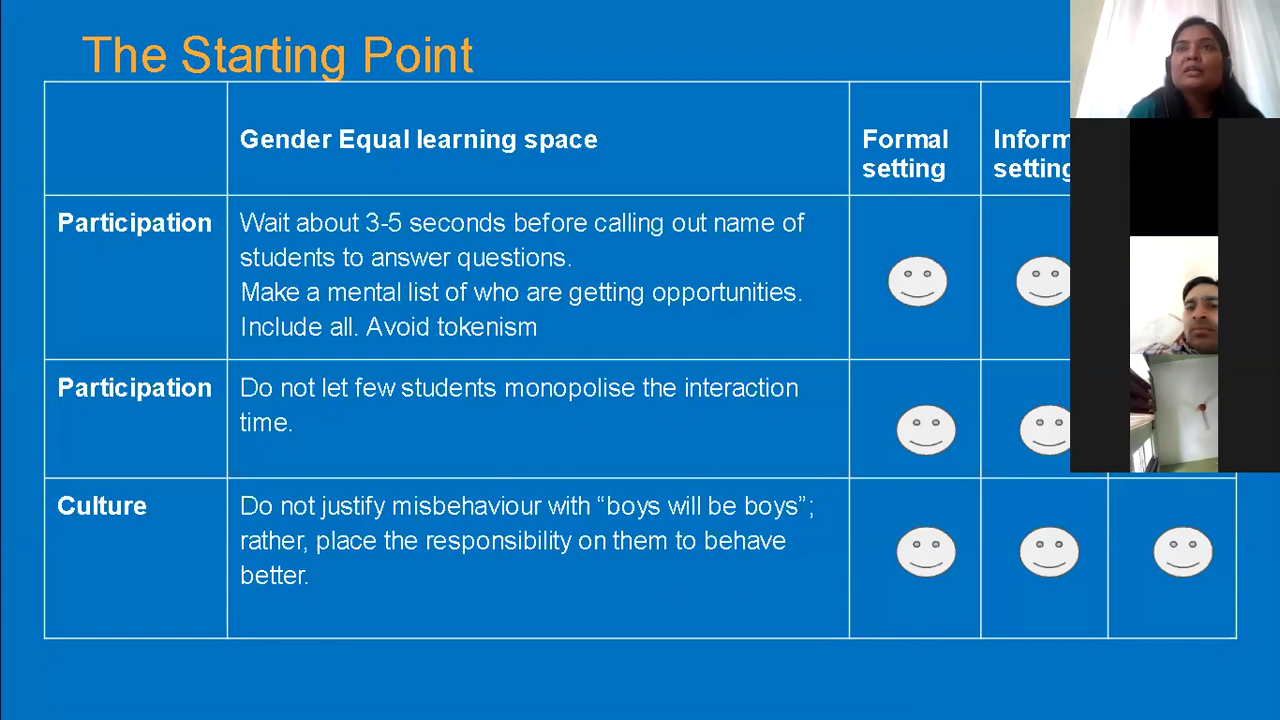 The Starting Point
Gender Equal learning space
Formal
setting
Inform
setting
Participation
Wait about 3-5 seconds before calling out name of
students to answer questions.
Make a mental list of who are getting opportunities.
Include all. Avoid tokenism
Participation
Do not let few students monopolise the interaction
time.
Culture
Do not justify misbehaviour with “boys will be boys”;
rather, place the responsibility on them to behave
better.